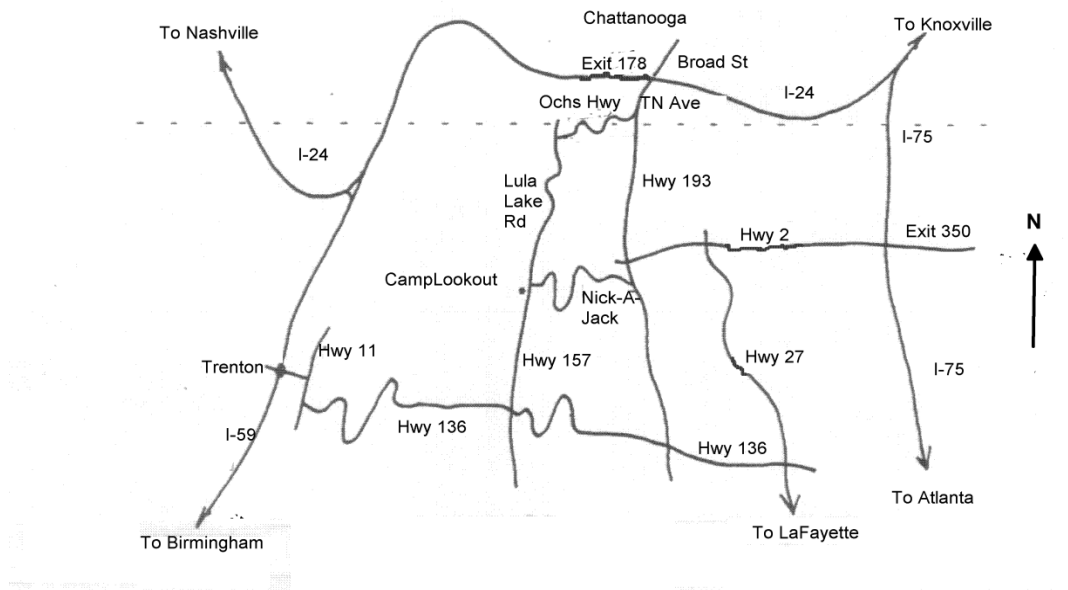 Chattanooga
To Knoxville
To Nashville
Exit 178
Broad St
I-24
Ochs Hwy
TN Ave
I-75
I-24
Lula
Lake
Rd
Hwy 193
N
Hwy 2
Exit 350
CampLookout
Nick-A-
Jack
Hwy 11
Trenton
Hwy 157
Hwy 27
I-75
I-59
Hwy 136
Hwy 136
To Atlanta
To LaFayette
To Birmingham